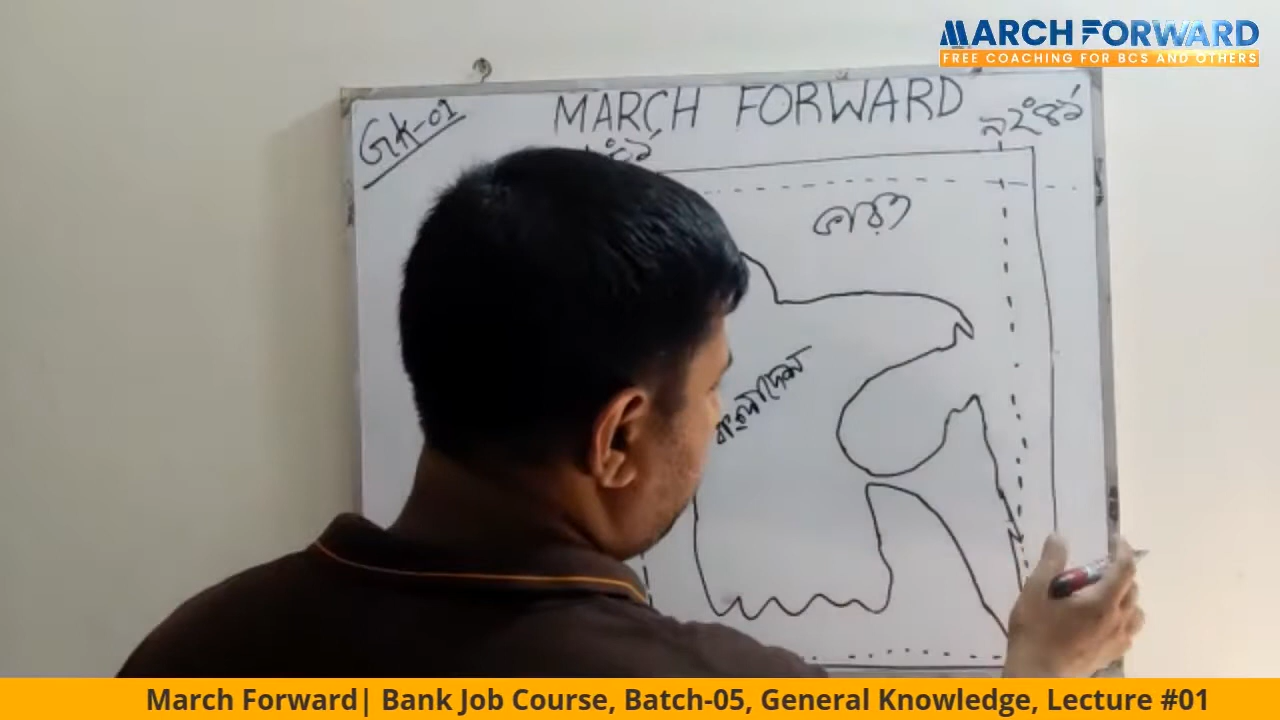 MARCH FORWARD
FREE COACHING FOR BCS AND OTHERS
GK-01
MARCH FORWARD
ভারত
বাংলাদেশ
March Forward| Bank Job Course, Batch-05, General Knowledge, Lecture #01